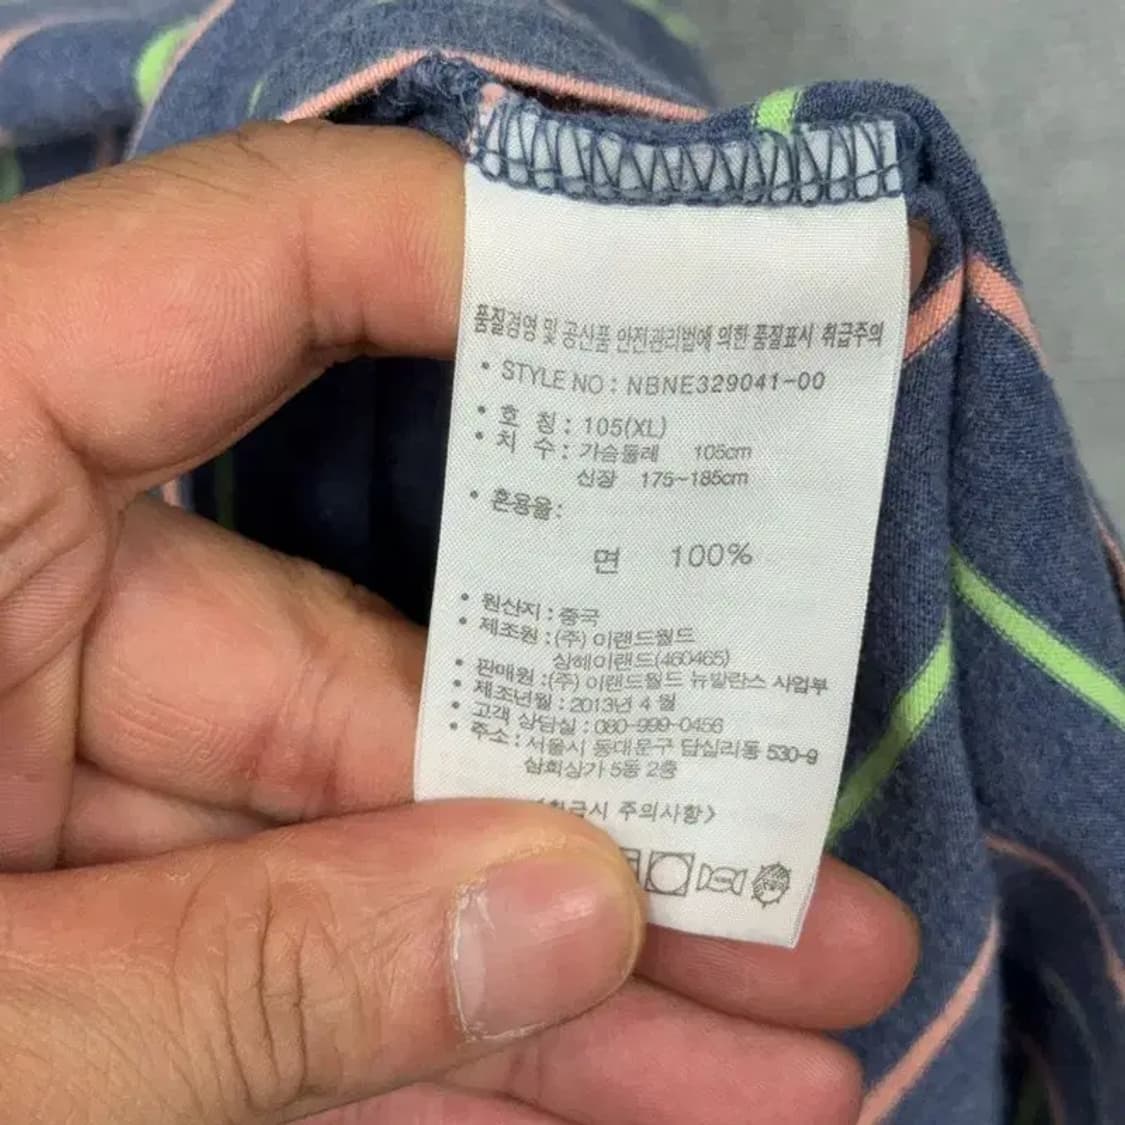 품질경영 및 공산품 안전관리법에 의한 품질표시 취급주의
• STYLE NO : NBNE329041-00
• 호 칭 : 105(XL)
• 치 수 : 가슴둘레 105cm
신장 175~185cm
• 혼용율 :
면 100%
• 원산지 : 중국
• 제조원 : (주) 이랜드월드
상해이랜드(460465)
• 판매원 :(주) 이랜드월드 뉴발란스 사업부
• 제조년월 : 2013년 4 월
• 고객 상담실 : 080-999-0456
• 주소 : 서울시 동대문구 답십리동 530-9
삼희상가 5동 2층
주의사항>